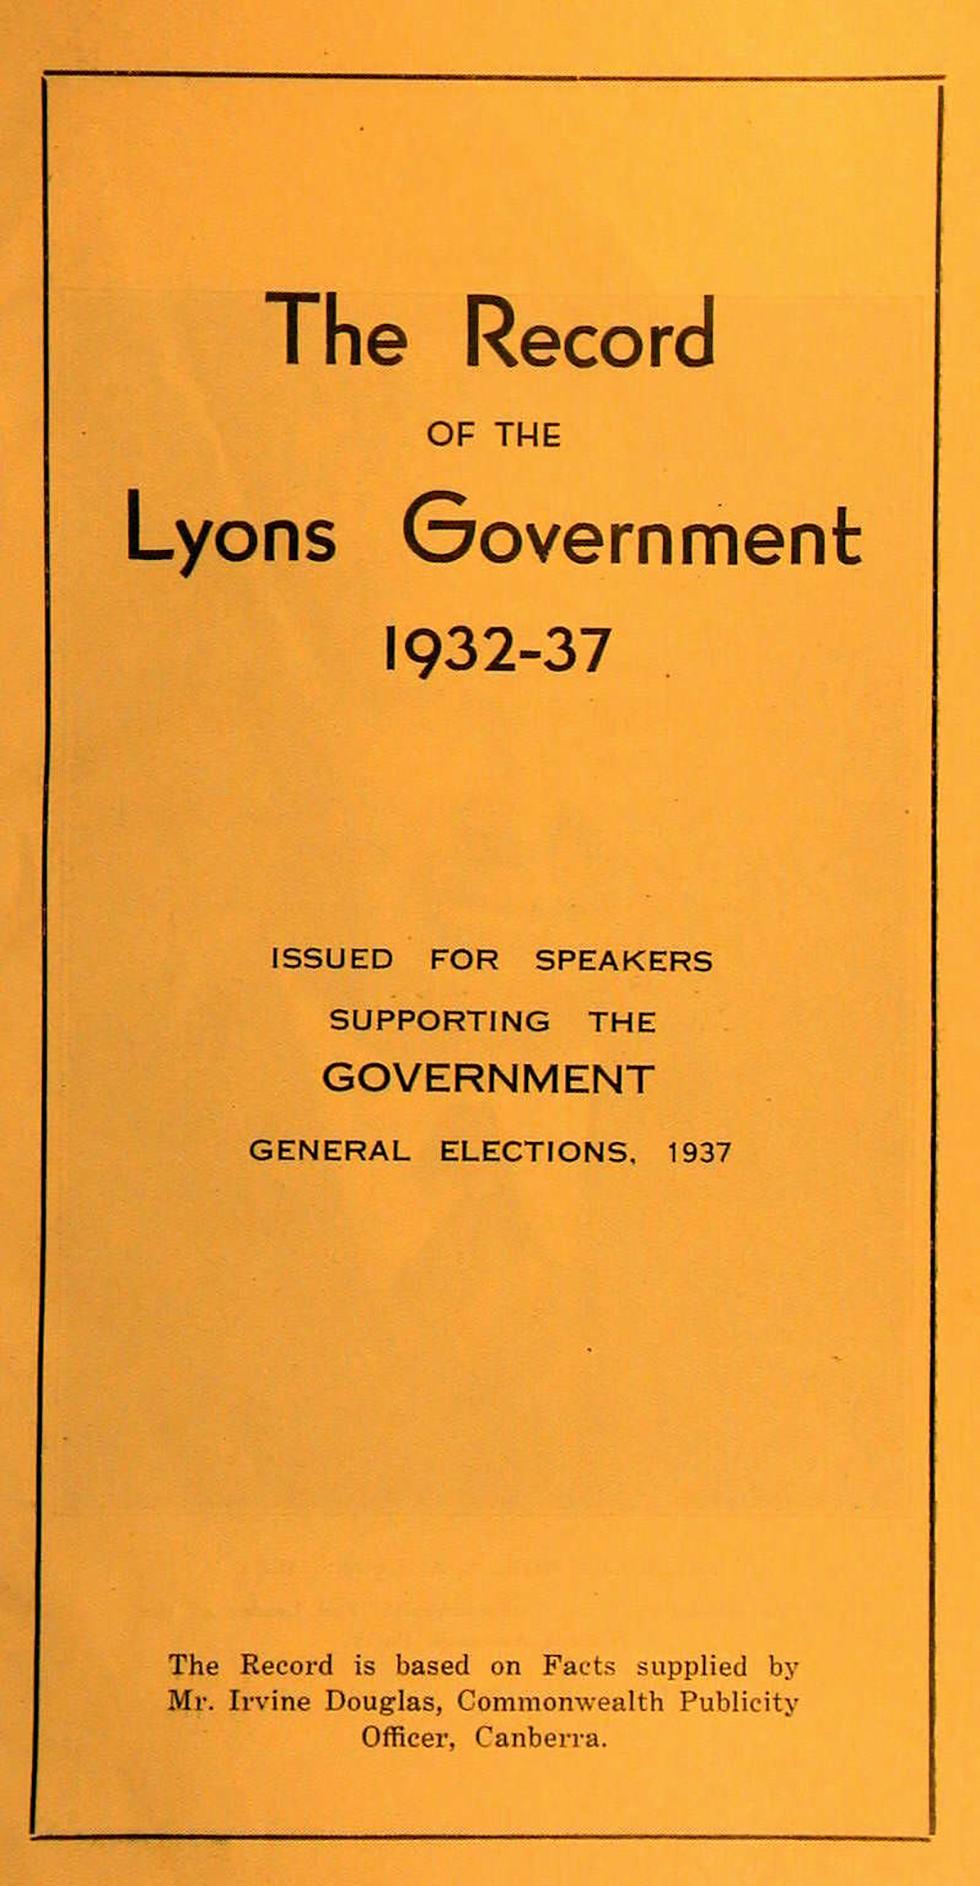 The Record
OF THE
Lyons Government
1932-37
ISSUED FOR SPEAKERS
SUPPORTING THE
GOVERNMENT
GENERAL ELECTIONS, 1937
The Record is based on Facts supplied by
Mr. Irvine Douglas, Commonwealth Publicity
Officer, Canberra.